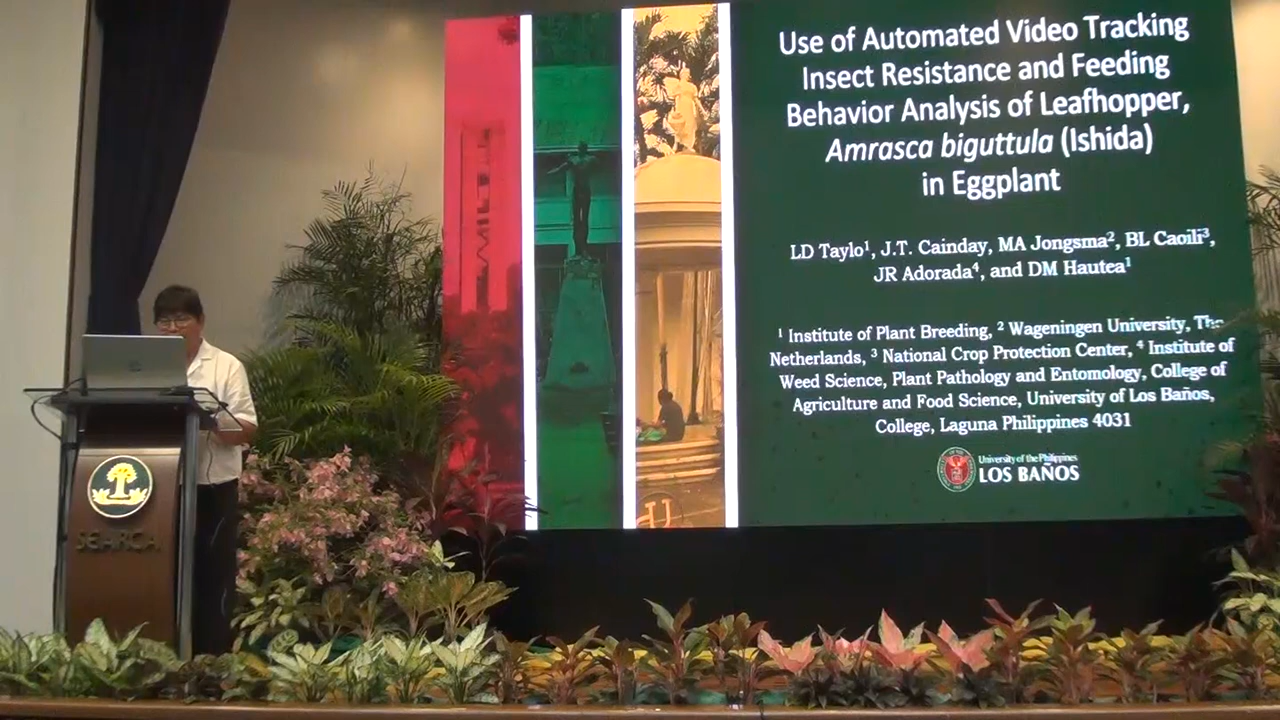 Use of Automated Video Tracking
Insect Resistance and Feeding
Behavior Analysis of Leafhopper,
Amrasca biguttula (Ishida)
in Eggplant
LD Taylo¹, J.T. Cainday, MA Jongsma², BL Caoili³,
JR Adorada⁴, and DM Hautea¹
¹ Institute of Plant Breeding, ² Wageningen University, The
Netherlands, ³ National Crop Protection Center, ⁴ Institute of
Weed Science, Plant Pathology and Entomology, College of
Agriculture and Food Science, University of Los Baños,
College, Laguna Philippines 4031
University of the Philippines
LOS BAÑOS
SEARCA